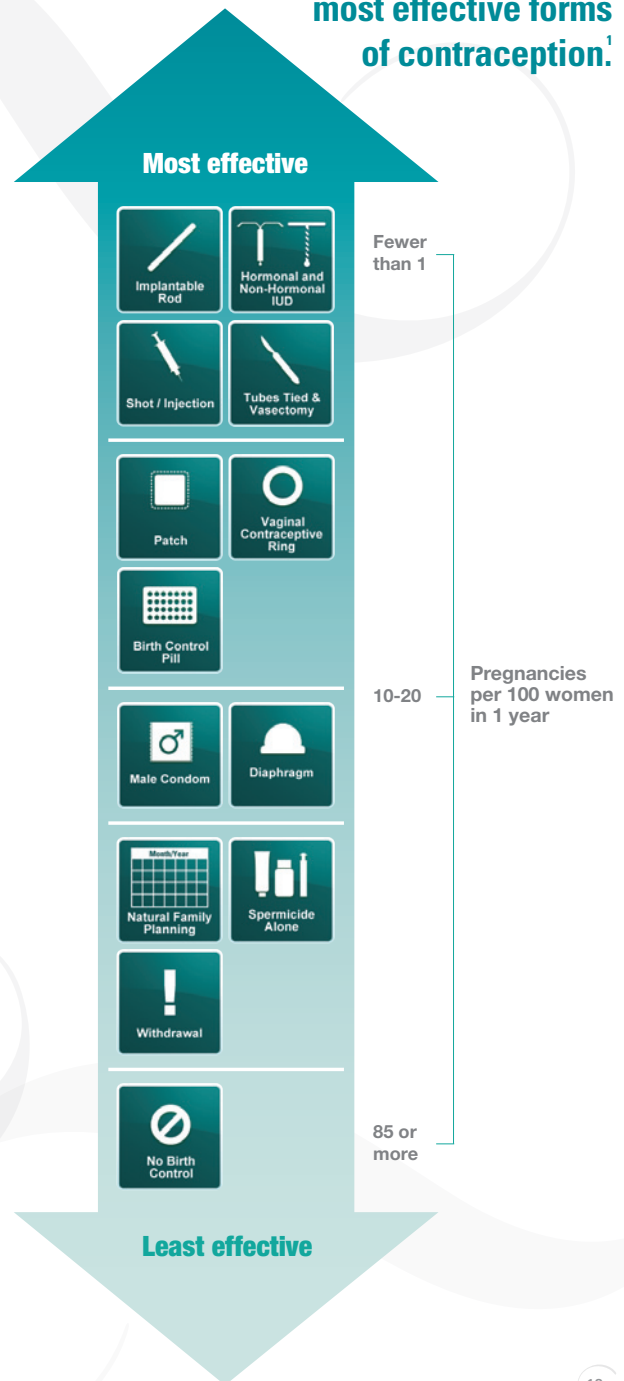 most effective forms
of contraception.1
Most effective
Implantable
Rod
Hormonal and
Non-Hormonal
IUD
Fewer
than 1
Shot / Injection
Tubes Tied &
Vasectomy
Patch
Vaginal
Contraceptive
Ring
Birth Control
Pill
10-20
Pregnancies
per 100 women
in 1 year
Male Condom
Diaphragm
Month/Year
Natural Family
Planning
Spermicide
Alone
Withdrawal
No Birth
Control
85 or
more
Least effective